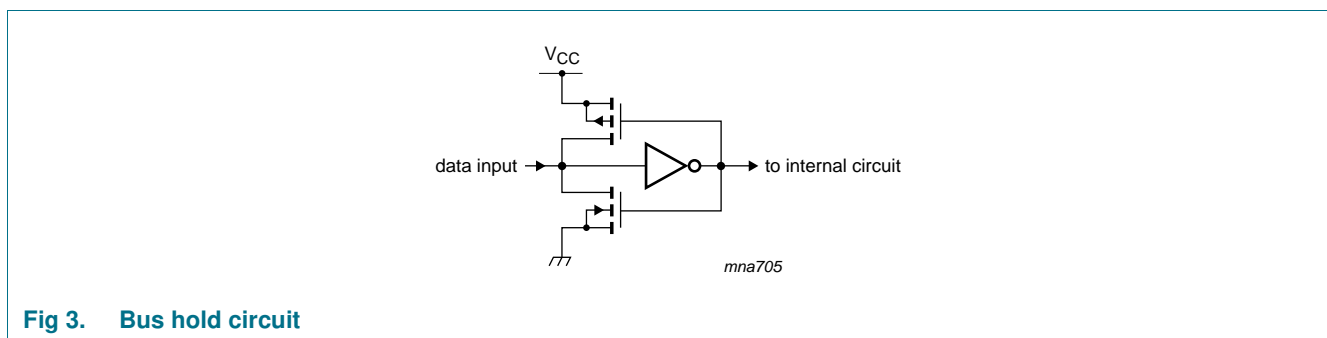 VCC
data input
to internal circuit
mna705
Fig 3. Bus hold circuit